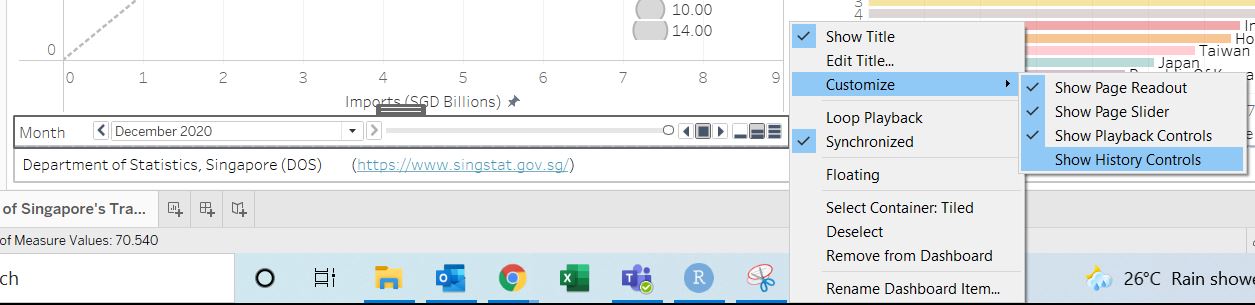 10.00
14.00
0
0 1 2 3 4 5 6 7 8 9
Imports (SGD Billions)
Month December 2020
Department of Statistics, Singapore (DOS) (https://www.singstat.gov.sg/)
of Singapore's Tra...
of Measure Values: 70.540
ch
Show Title
Edit Title...
Customize
Loop Playback
Synchronized
Floating
Select Container: Tiled
Deselect
Remove from Dashboard
Rename Dashboard Item...
Show Page Readout
Show Page Slider
Show Playback Controls
Show History Controls
3
4
In
Ho
Taiwan
Japan
26°C Rain show